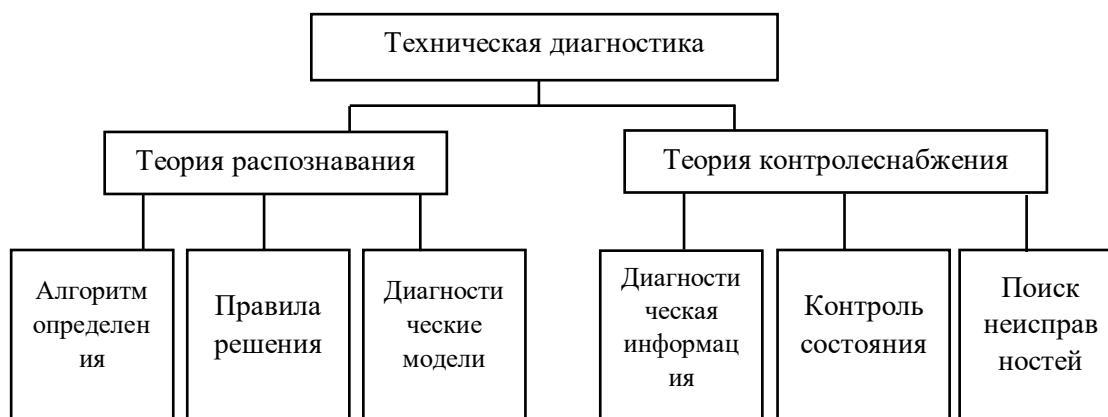 Техническая диагностика
Теория распознавания
Теория контролеснабжения
Алгоритм
определен
ия
Правила
решения
Диагности
ческие
модели
Диагности
ческая
информац
ия
Контроль
состояния
Поиск
неисправ
ностей